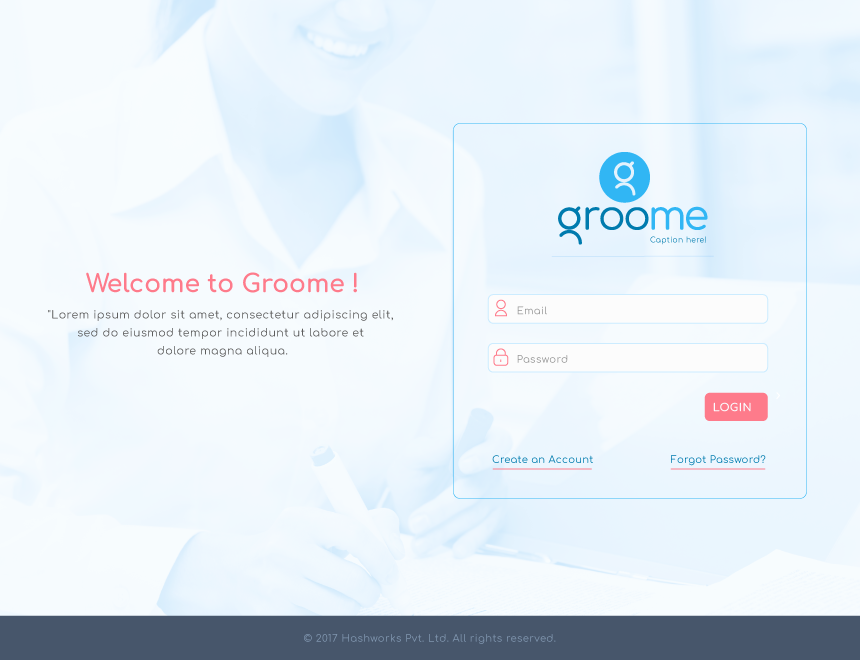 Welcome to Groome !
"Lorem ipsum dolor sit amet, consectetur adipiscing elit,
sed do eiusmod tempor incididunt ut labore et
dolore magna aliqua.
g
groome
Caption here!
Email
Password
LOGIN
Create an Account
Forgot Password?
© 2017 Hashworks Pvt. Ltd. All rights reserved.